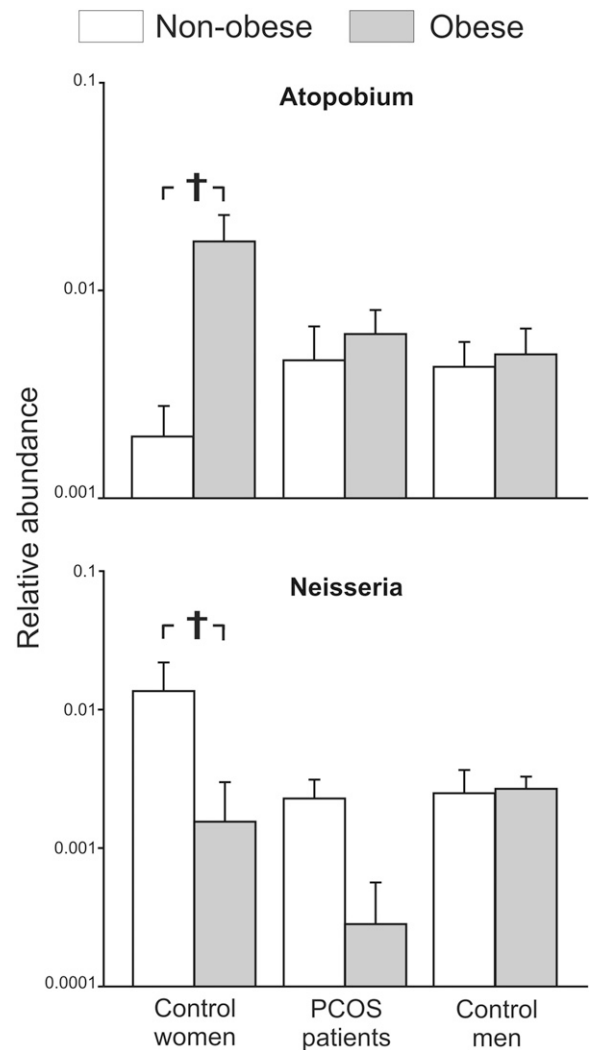 Non-obese Obese
0.1
Atopobium
†
0.01
0.001
Relative abundance
0.1
Neisseria
†
0.01
0.001
0.0001
Control women
PCOS patients
Control men